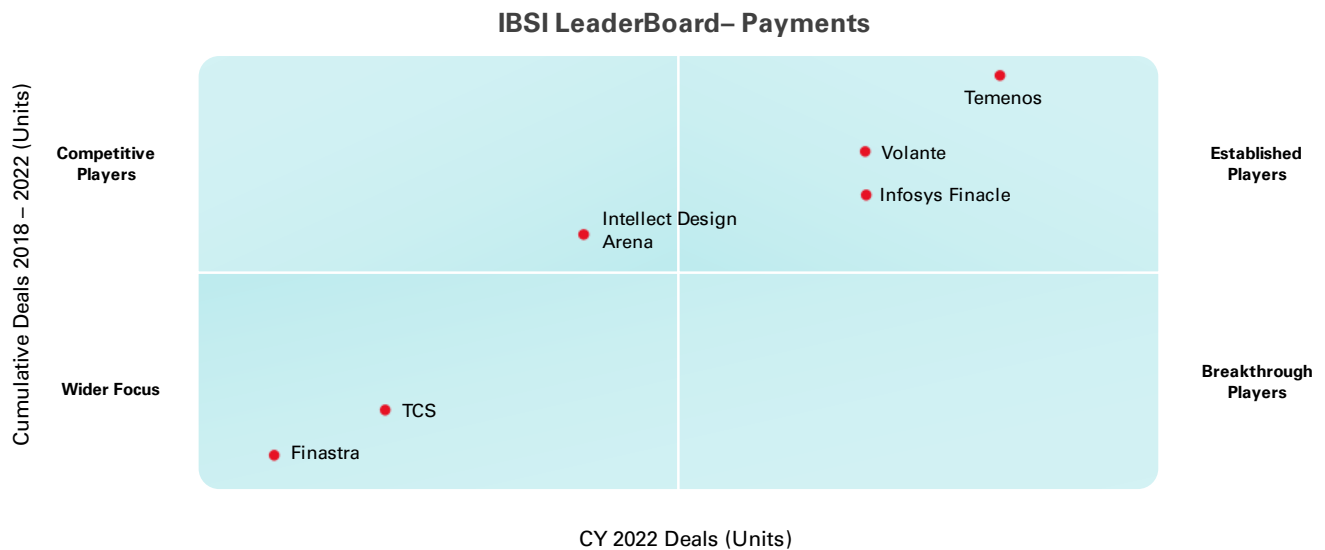 IBSI LeaderBoard– Payments
Cumulative Deals 2018 – 2022 (Units)
Competitive
Players
Established
Players
Temenos
Volante
Infosys Finacle
Intellect Design
Arena
Wider Focus
Breakthrough
Players
TCS
Finastra
CY 2022 Deals (Units)